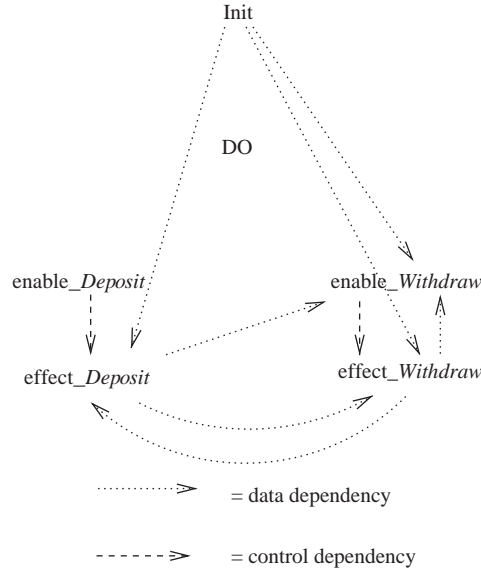 Init
DO
enable_Deposit enable_Withdraw
effect_Deposit effect_Withdraw
= data dependency
= control dependency